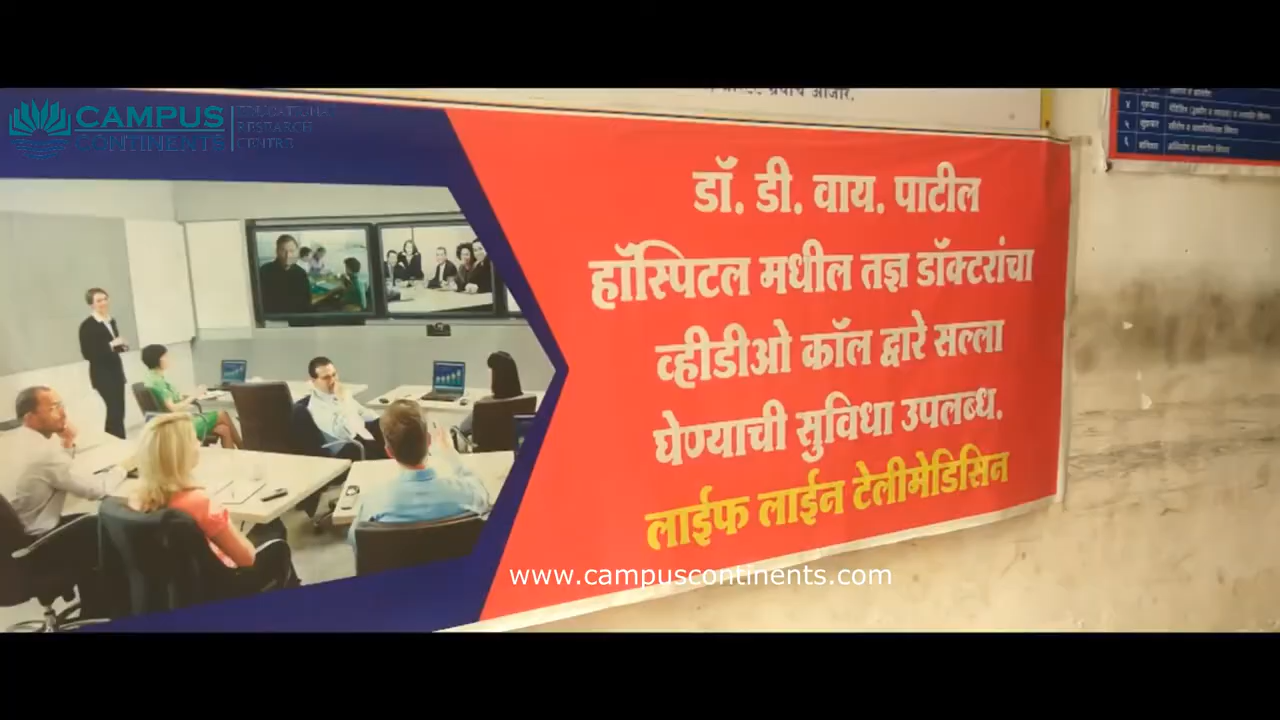 CAMPUS
CONTINENTS
EDUCATIONAL
RESEARCH
CENTRE
डॉ. डी. वाय. पाटील
हॉस्पिटल मधील तज्ञ डॉक्टरांचा
व्हीडीओ कॉल द्वारे सल्ला
घेण्याची सुविधा उपलब्ध.
लाईफ लाईन टेलीमेडिसिन
www.campuscontinents.com